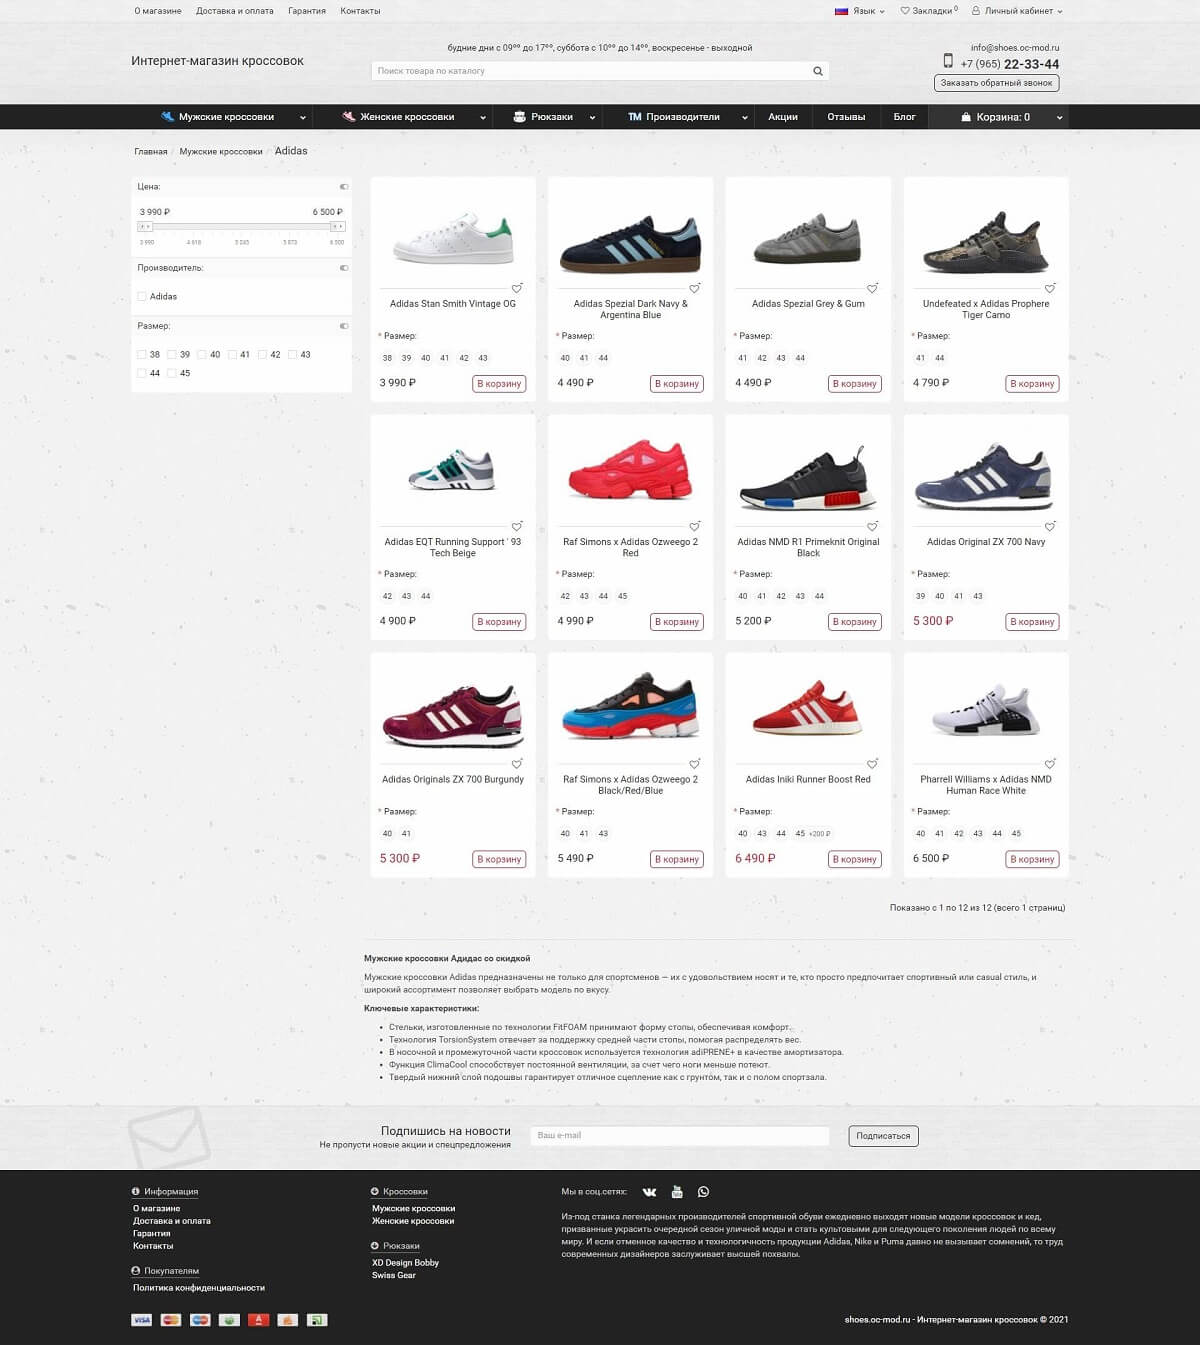 О магазине Доставка и оплата Гарантия Контакты
Язык Закладки 0 Личный кабинет
будние дни с 09ºº до 17ºº, суббота с 10ºº до 14ºº, воскресенье - выходной
info@shoes.oc-mod.ru
Интернет-магазин кроссовок
Поиск товара по каталогу
+7 (965) 22-33-44
Заказать обратный звонок
Мужские кроссовки Женские кроссовки Рюкзаки TM Производители Акции Отзывы Блог Корзина: 0
Главная / Мужские кроссовки / Adidas
Цена:
3 990 ₽ 6 500 ₽
3 990 4 618 5 245 5 873 6 500
Производитель:
Adidas
Размер:
38 39 40 41 42 43
44 45
Adidas Stan Smith Vintage OG
* Размер:
38 39 40 41 42 43
3 990 ₽ В корзину
Adidas Spezial Dark Navy &
Argentina Blue
* Размер:
40 41 44
4 490 ₽ В корзину
Adidas Spezial Grey & Gum
* Размер:
41 42 43 44
4 490 ₽ В корзину
Undefeated x Adidas Prophere
Tiger Camo
* Размер:
41 44
4 790 ₽ В корзину
Adidas EQT Running Support ' 93
Tech Beige
* Размер:
42 43 44
4 900 ₽ В корзину
Raf Simons x Adidas Ozweego 2
Red
* Размер:
42 43 44 45
4 990 ₽ В корзину
Adidas NMD R1 Primeknit Original
Black
* Размер:
40 41 42 43 44
5 200 ₽ В корзину
Adidas Original ZX 700 Navy
* Размер:
39 40 41 43
5 300 ₽ В корзину
Adidas Originals ZX 700 Burgundy
* Размер:
40 41
5 300 ₽ В корзину
Raf Simons x Adidas Ozweego 2
Black/Red/Blue
* Размер:
40 41 43
5 490 ₽ В корзину
Adidas Iniki Runner Boost Red
* Размер:
40 43 44 45 +200 ₽
6 490 ₽ В корзину
Pharrell Williams x Adidas NMD
Human Race White
* Размер:
40 41 42 43 44 45
6 500 ₽ В корзину
Показано с 1 по 12 из 12 (всего 1 страниц)
Мужские кроссовки Адидас со скидкой
Мужские кроссовки Adidas предназначены не только для спортсменов — их с удовольствием носят и те, кто просто предпочитает спортивный или casual стиль, и
широкий ассортимент позволяет выбрать модель по вкусу.
Ключевые характеристики:
• Стельки, изготовленные по технологии FitFOAM принимают форму стопы, обеспечивая комфорт.
• Технология TorsionSystem отвечает за поддержку средней части стопы, помогая распределять вес.
• В носочной и промежуточной части кроссовок используется технология adiPRENE+ в качестве амортизатора.
• Функция ClimaCool способствует постоянной вентиляции, за счет чего ноги меньше потеют.
• Твердый нижний слой подошвы гарантирует отличное сцепление как с грунтом, так и с полом спортзала.
Подпишись на новости
Не пропусти новые акции и спецпредложения
Ваш e-mail
Подписаться
Информация
О магазине
Доставка и оплата
Гарантия
Контакты
Покупателям
Политика конфиденциальности
Кроссовки
Мужские кроссовки
Женские кроссовки
Рюкзаки
XD Design Bobby
Swiss Gear
Мы в соц.сетях:
Из-под станка легендарных производителей спортивной обуви ежедневно выходят новые модели кроссовок и кед,
призванные украсить очередной сезон уличной моды и стать культовыми для следующего поколения людей по всему
миру. И если отменное качество и технологичность продукции Adidas, Nike и Puma давно не вызывает сомнений, то труд
современных дизайнеров заслуживает высшей похвалы.
VISA
shoes.oc-mod.ru - Интернет-магазин кроссовок © 2021